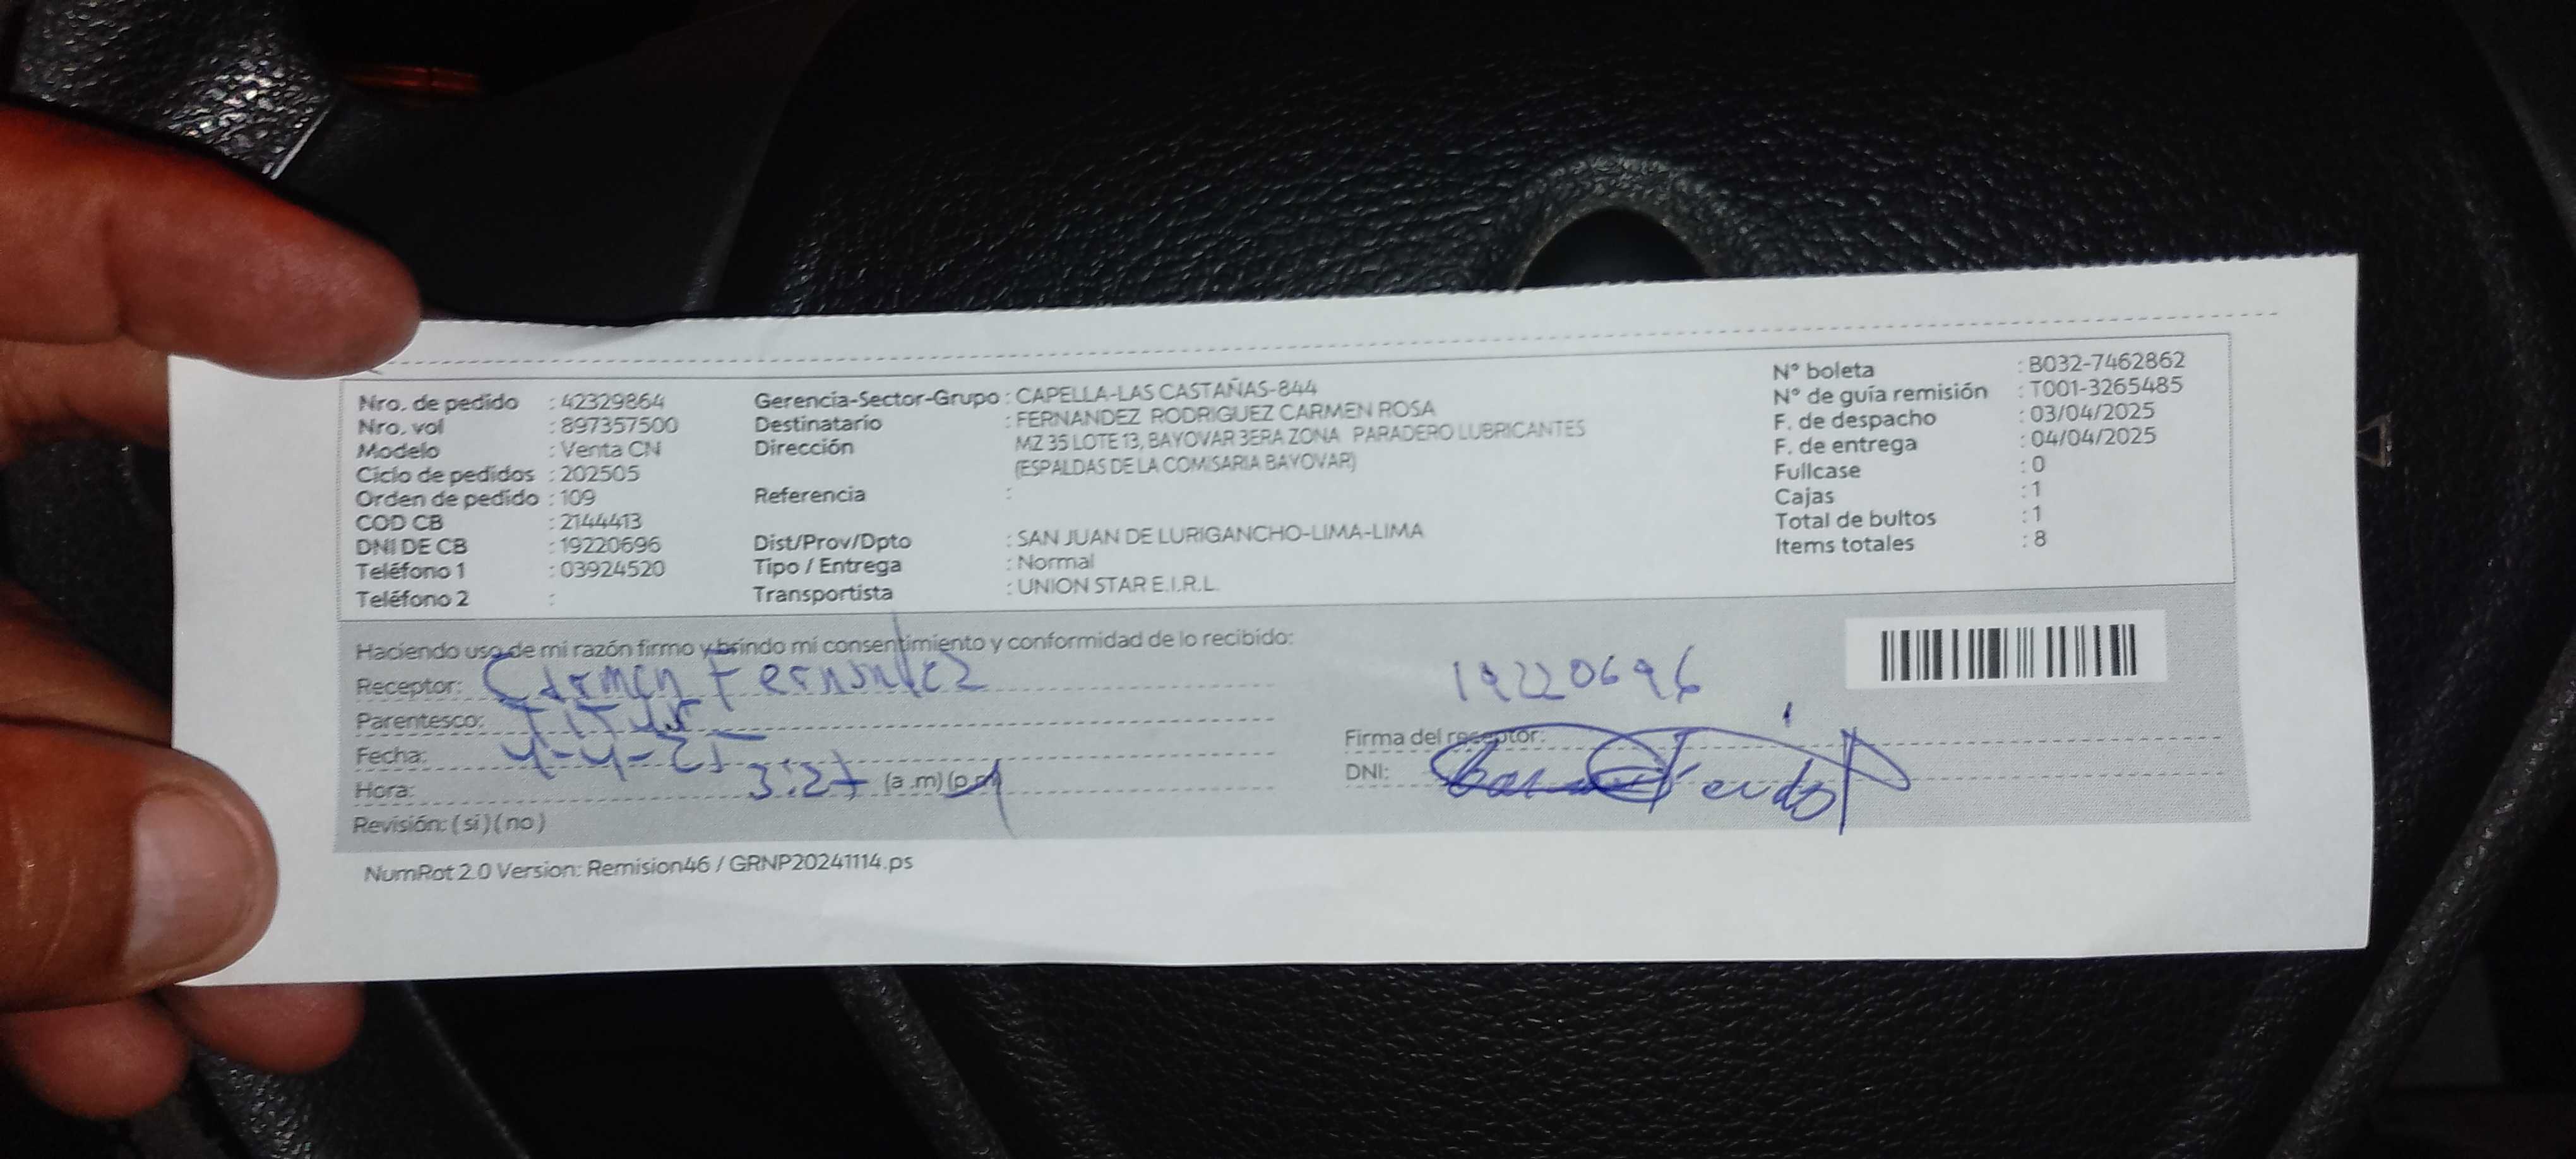 Nro. de pedido : 42329864
Nro. vol : 897357500
Modelo : Venta CN
Ciclo de pedidos : 202505
Orden de pedido : 109
COD CB : 2144413
DNI DE CB : 19220696
Teléfono 1 : 03924520
Teléfono 2 :
Gerencia-Sector-Grupo : CAPELLA-LAS CASTAÑAS-844
Destinatario : FERNANDEZ RODRIGUEZ CARMEN ROSA
Dirección MZ 35 LOTE 13, BAYOVAR 3ERA ZONA PARADERO LUBRICANTES
(ESPALDAS DE LA COMISARIA BAYOVAR)
Referencia :
Dist/Prov/Dpto : SAN JUAN DE LURIGANCHO-LIMA-LIMA
Tipo / Entrega : Normal
Transportista : UNION STAR E.I.R.L.
N° boleta : B032-7462862
N° de guía remisión : T001-3265485
F. de despacho : 03/04/2025
F. de entrega : 04/04/2025
Fullcase : 0
Cajas : 1
Total de bultos : 1
Items totales : 8
Haciendo uso de mi razón firmo y brindo mi consentimiento y conformidad de lo recibido:
Receptor: Carmen Fernandez
Parentesco:
Fecha: 4-4-25
Hora: 3:27 (a .m) (p.m)
Revisión: ( sí ) ( no )
19220696
Firma del receptor:
DNI:
NumRot 2.0 Version: Remision46 / GRNP20241114.ps